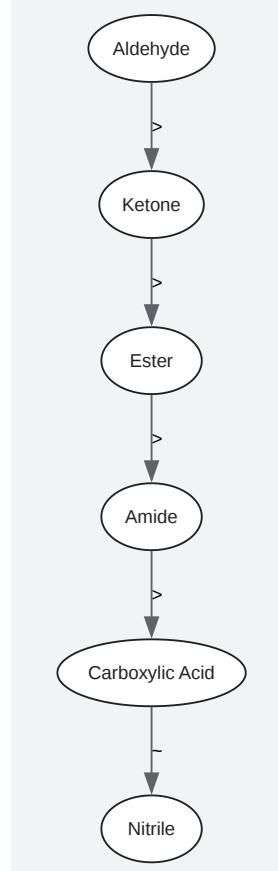 Aldehyde
>
Ketone
>
Ester
>
Amide
>
Carboxylic Acid
~
Nitrile